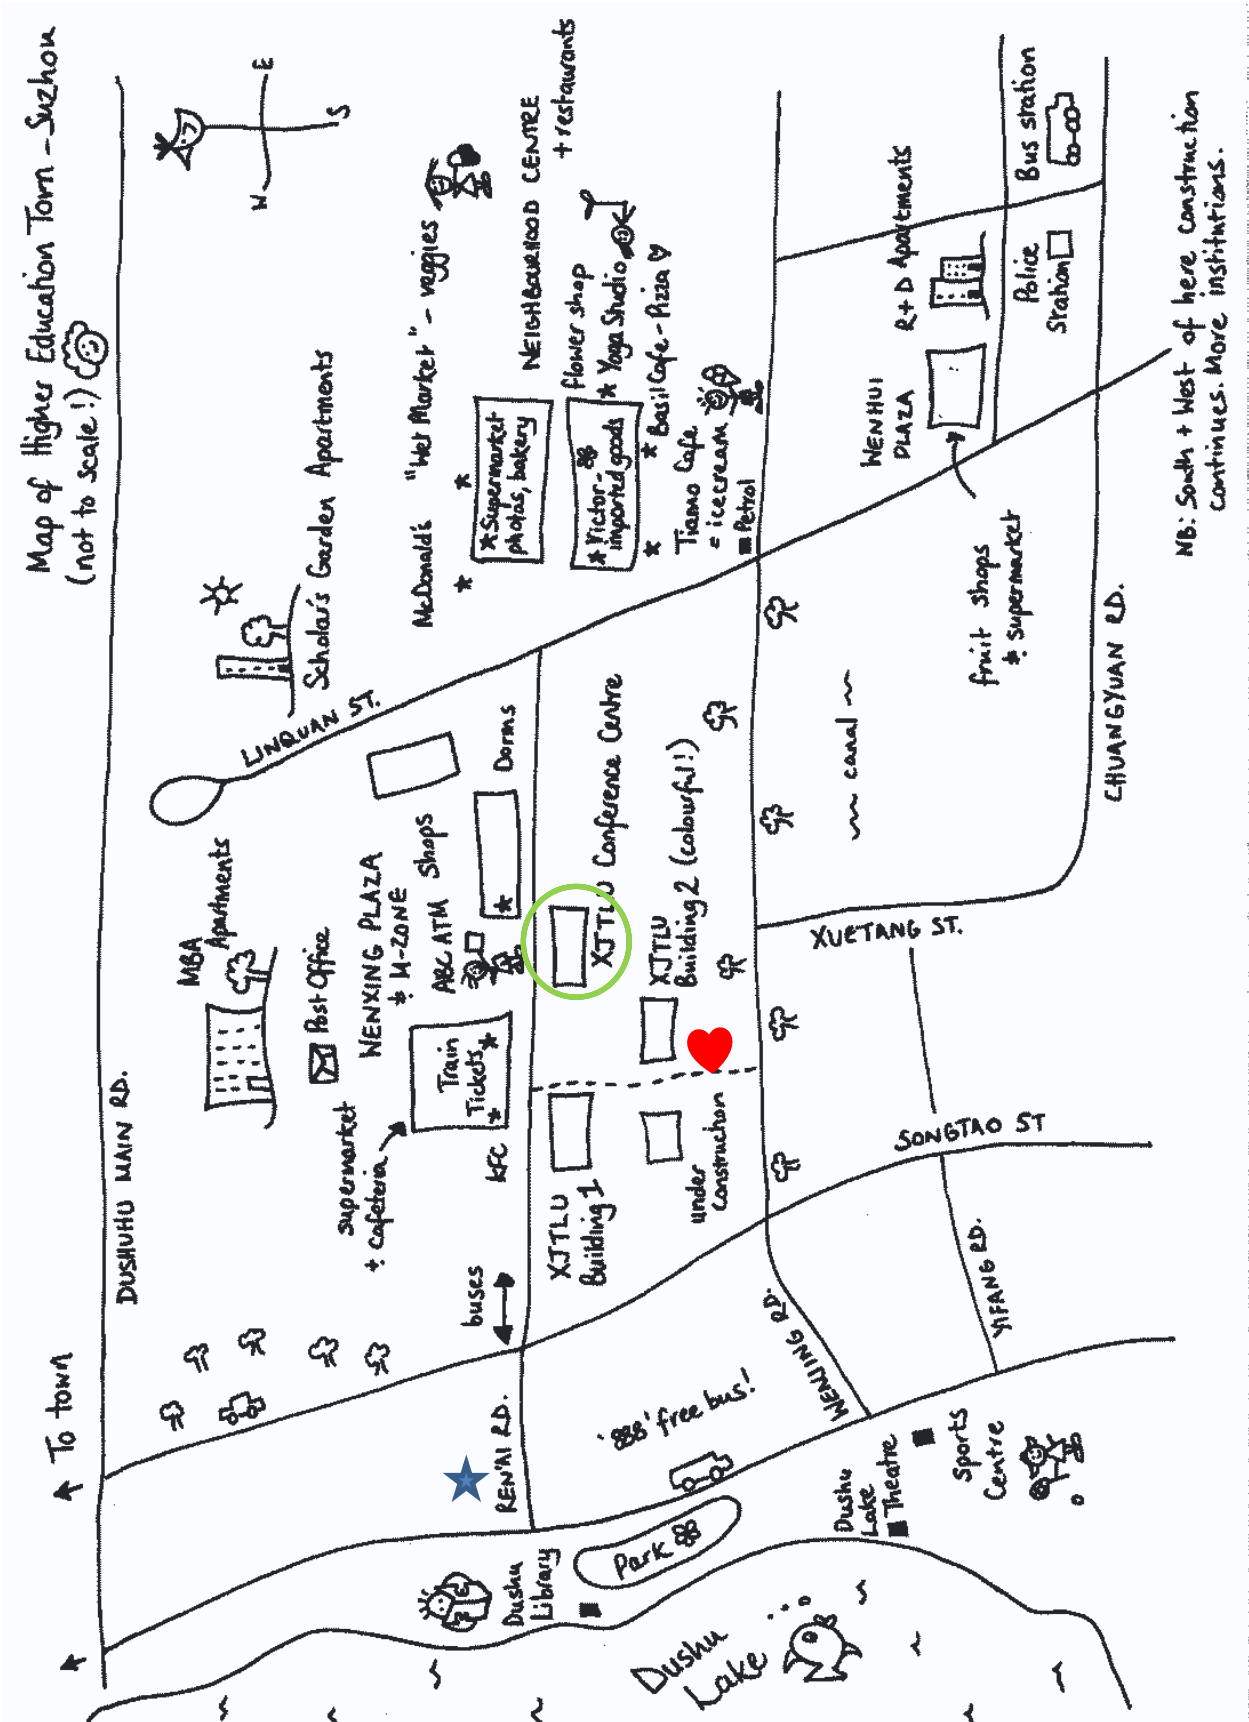 Map of Higher Education Town - Suzhou
(not to scale!)
N
E
S
W
To town
DUSHUHU MAIN RD.
MBA
Apartments
LINQUAN ST.
Scholar's Garden Apartments
Post Office
WENXING PLAZA
* M-ZONE
ABC ATM
Shops
Dorms
supermarket
+ cafeteria
Train
Tickets
KFC
McDonald's
"Wet Market" - veggies
* Supermarket
photos, bakery
NEIGHBOURHOOD CENTRE
+ restaurants
* Victor-
imported goods
flower shop
* Yoga Studio
* Basil Cafe - Pizza
Tiamo Cafe
= icecream
Petrol
buses
REN'AI RD.
XJTLU
Building 1
XJTLU Conference Centre
XJTLU
Building 2 (colourful!)
under
construction
'888' free bus!
WENJING RD.
~ canal ~
XUETANG ST.
SONGTAO ST
YIFANG RD.
CHUANGYUAN RD.
WENHUI
PLAZA
R+D Apartments
fruit shops
+ supermarket
Police
Station
Bus station
NB: South + West of here construction
continues. More institutions.
Dushu
Library
Park
Dushu
Lake
Theatre
Sports
Centre
Dushu
Lake